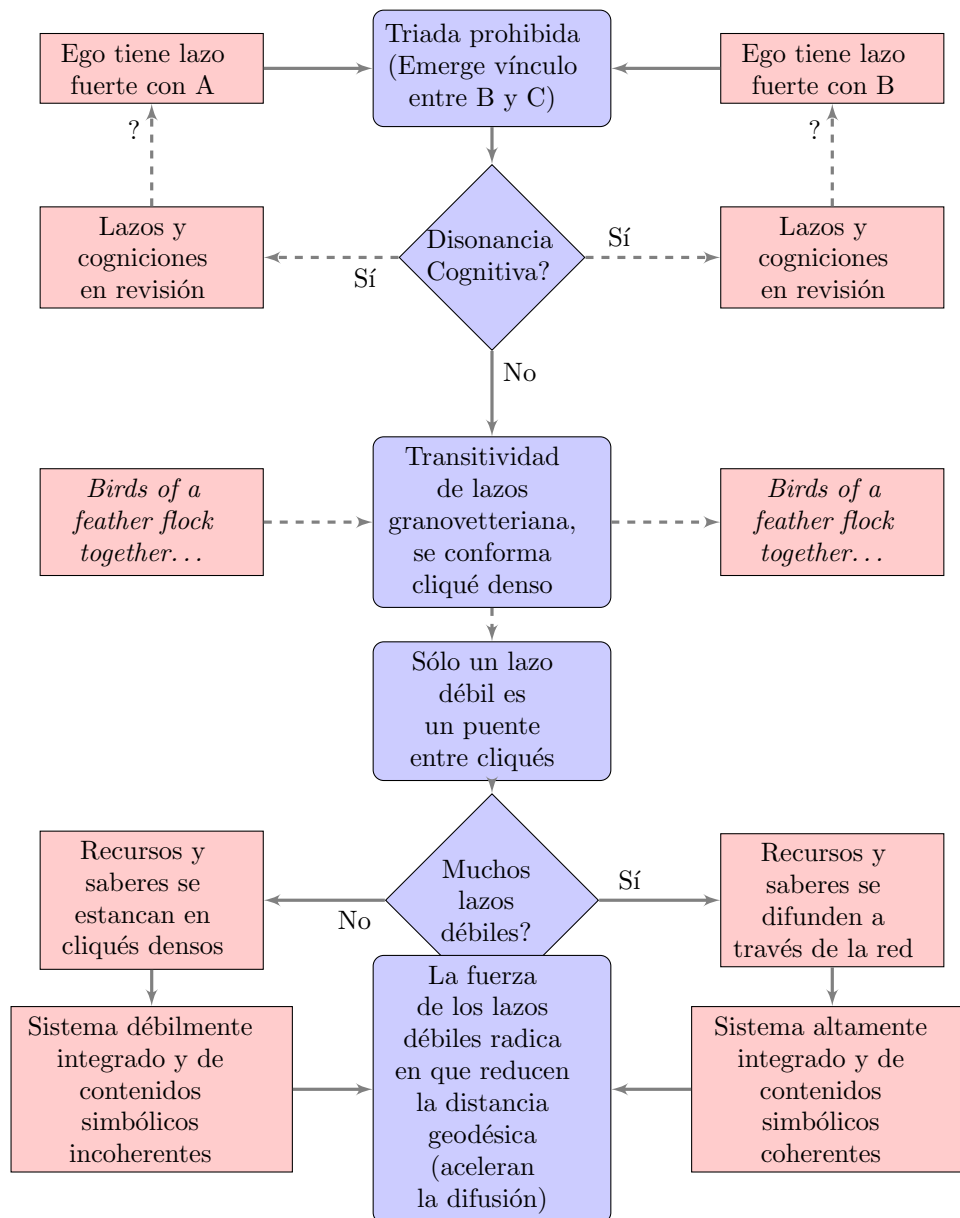 Ego tiene lazo
fuerte con A
Triada prohibida
(Emerge vínculo
entre B y C)
Ego tiene lazo
fuerte con B
?
?
Lazos y
cogniciones
en revisión
Sí
Disonancia
Cognitiva?
Sí
Lazos y
cogniciones
en revisión
No
Birds of a
feather flock
together...
Transitividad
de lazos
granovetteriana,
se conforma
cliqué denso
Birds of a
feather flock
together...
Sólo un lazo
débil es
un puente
entre cliqués
Recursos y
saberes se
estancan en
cliqués densos
No
Muchos
lazos
débiles?
Sí
Recursos y
saberes se
difunden a
través de la red
Sistema débilmente
integrado y de
contenidos
simbólicos
incoherentes
La fuerza
de los lazos
débiles radica
en que reducen
la distancia
geodésica
(aceleran
la difusión)
Sistema altamente
integrado y de
contenidos
simbólicos
coherentes